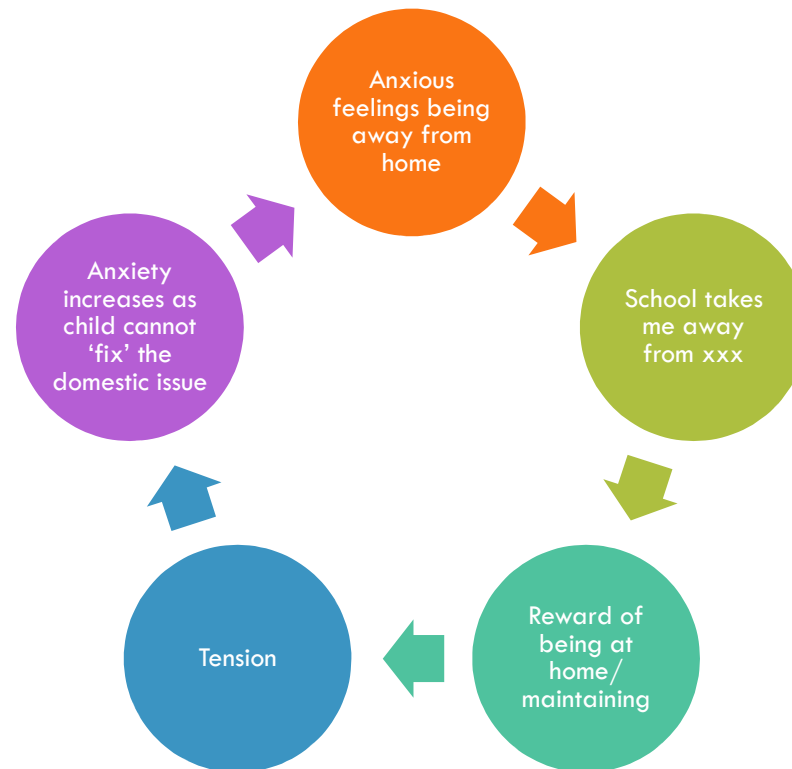 Anxious
feelings being
away from
home
School takes
me away
from xxx
Reward of
being at
home/
maintaining
Tension
Anxiety
increases as
child cannot
‘fix’ the
domestic issue